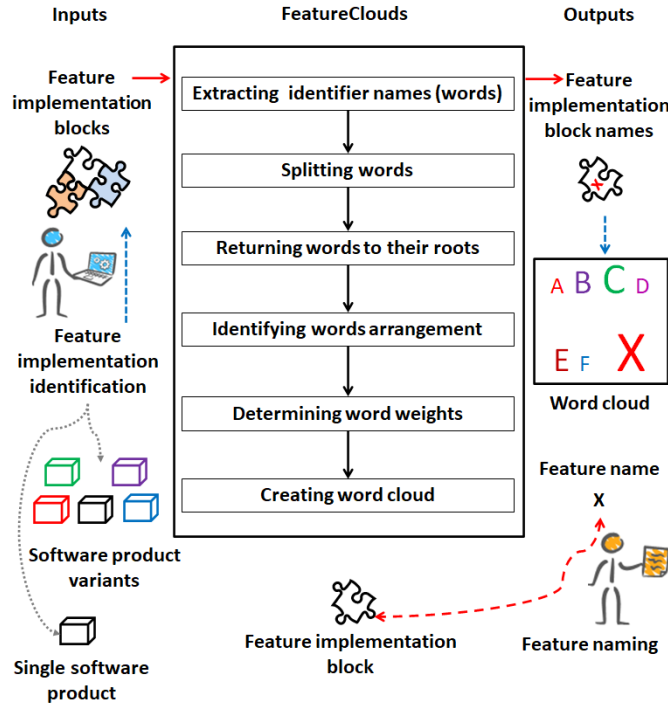 Inputs
FeatureClouds
Outputs
Feature
implementation
blocks
Feature
implementation
identification
Software product
variants
Single software
product
Extracting identifier names (words)
Splitting words
Returning words to their roots
Identifying words arrangement
Determining word weights
Creating word cloud
Feature
implementation
block names
x
A B C D
E F X
Word cloud
Feature name
X
Feature naming
Feature implementation
block